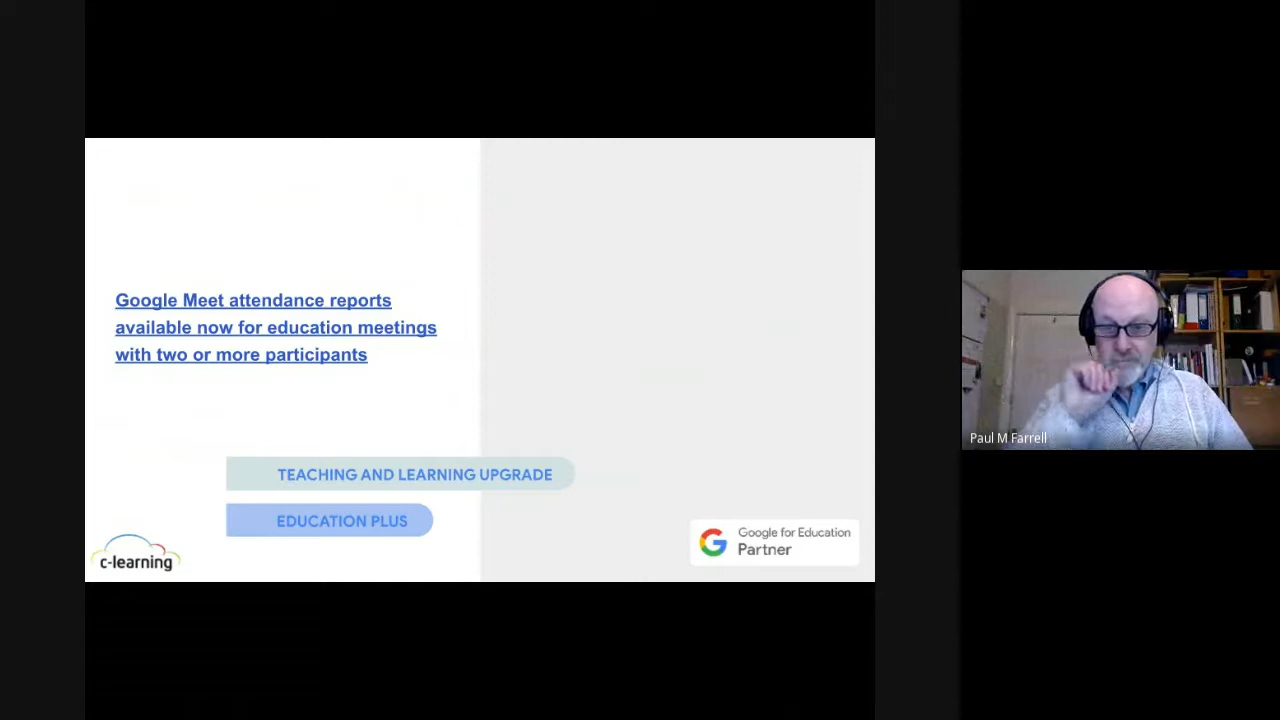 Google Meet attendance reports
available now for education meetings
with two or more participants
TEACHING AND LEARNING UPGRADE
EDUCATION PLUS
c-learning
Google for Education
Partner
Paul M Farrell